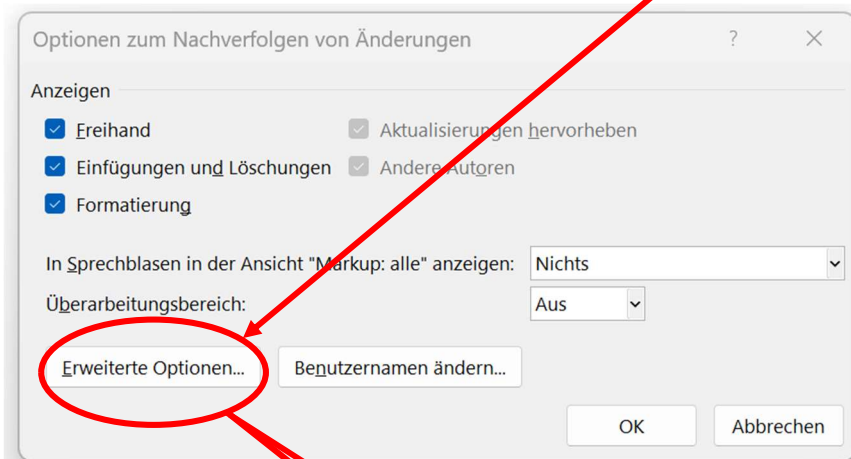 Optionen zum Nachverfolgen von Änderungen ?
Anzeigen
Freihand Aktualisierungen hervorheben
Einfügungen und Löschungen Andere Autoren
Formatierung
In Sprechblasen in der Ansicht "Markup: alle" anzeigen: Nichts
Überarbeitungsbereich: Aus
Erweiterte Optionen... Benutzernamen ändern...
OK Abbrechen